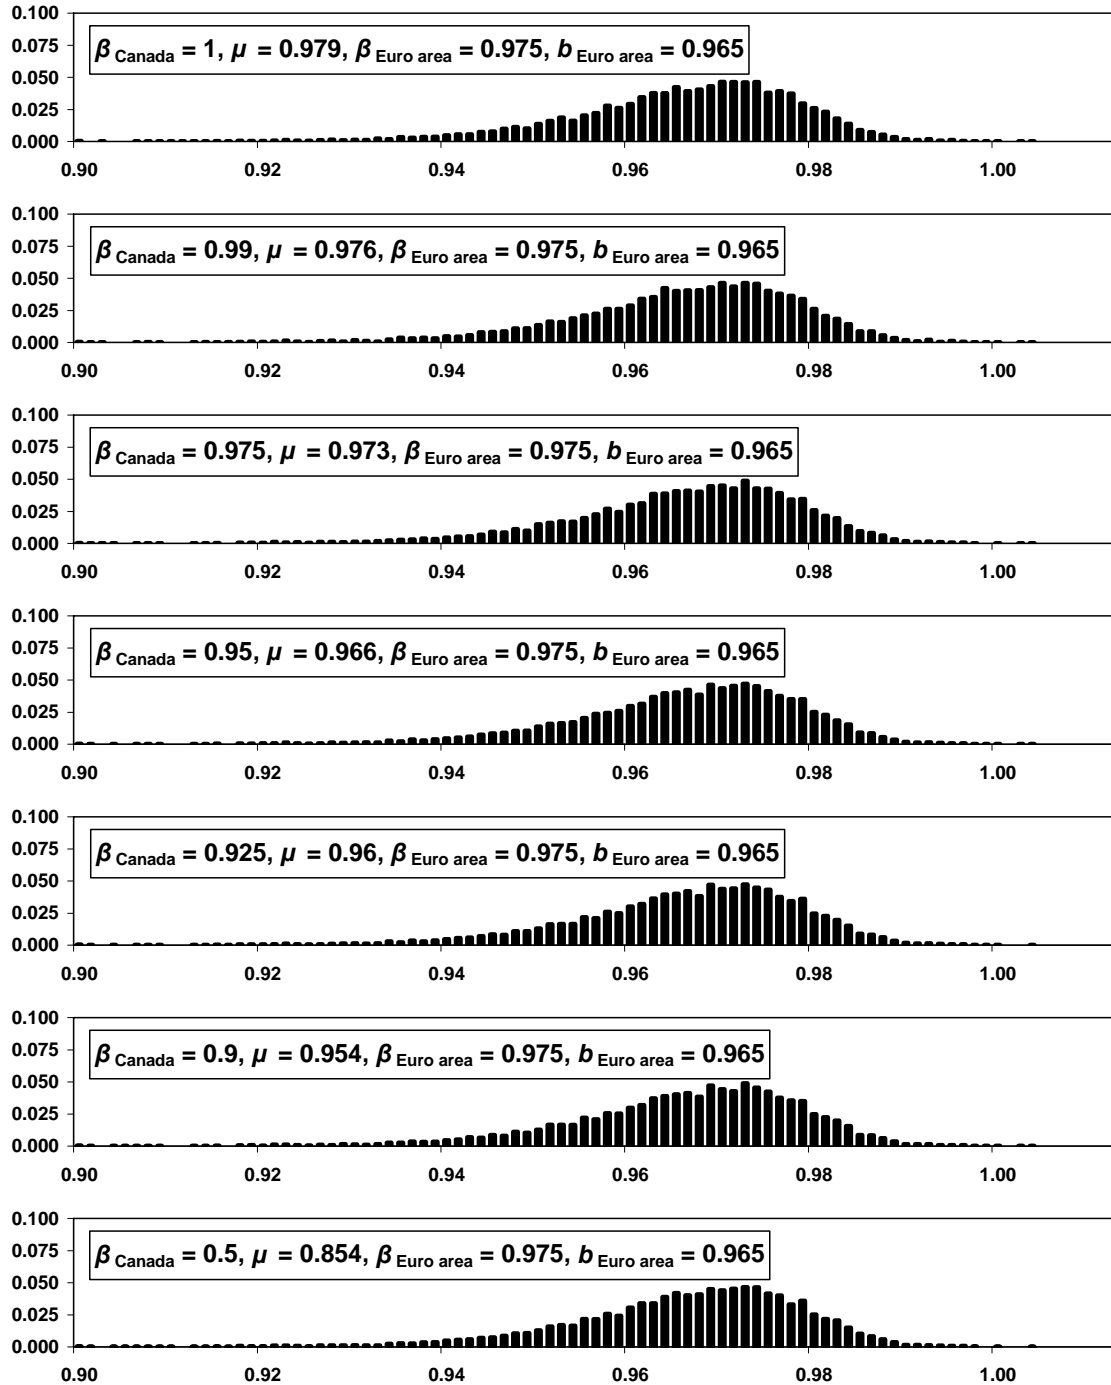 0.100
β Canada = 1, μ = 0.979, β Euro area = 0.975, b Euro area = 0.965
0.075
0.050
0.025
0.000
0.90 0.92 0.94 0.96 0.98 1.00
0.100
β Canada = 0.99, μ = 0.976, β Euro area = 0.975, b Euro area = 0.965
0.075
0.050
0.025
0.000
0.90 0.92 0.94 0.96 0.98 1.00
0.100
β Canada = 0.975, μ = 0.973, β Euro area = 0.975, b Euro area = 0.965
0.075
0.050
0.025
0.000
0.90 0.92 0.94 0.96 0.98 1.00
0.100
β Canada = 0.95, μ = 0.966, β Euro area = 0.975, b Euro area = 0.965
0.075
0.050
0.025
0.000
0.90 0.92 0.94 0.96 0.98 1.00
0.100
β Canada = 0.925, μ = 0.96, β Euro area = 0.975, b Euro area = 0.965
0.075
0.050
0.025
0.000
0.90 0.92 0.94 0.96 0.98 1.00
0.100
β Canada = 0.9, μ = 0.954, β Euro area = 0.975, b Euro area = 0.965
0.075
0.050
0.025
0.000
0.90 0.92 0.94 0.96 0.98 1.00
0.100
β Canada = 0.5, μ = 0.854, β Euro area = 0.975, b Euro area = 0.965
0.075
0.050
0.025
0.000
0.90 0.92 0.94 0.96 0.98 1.00